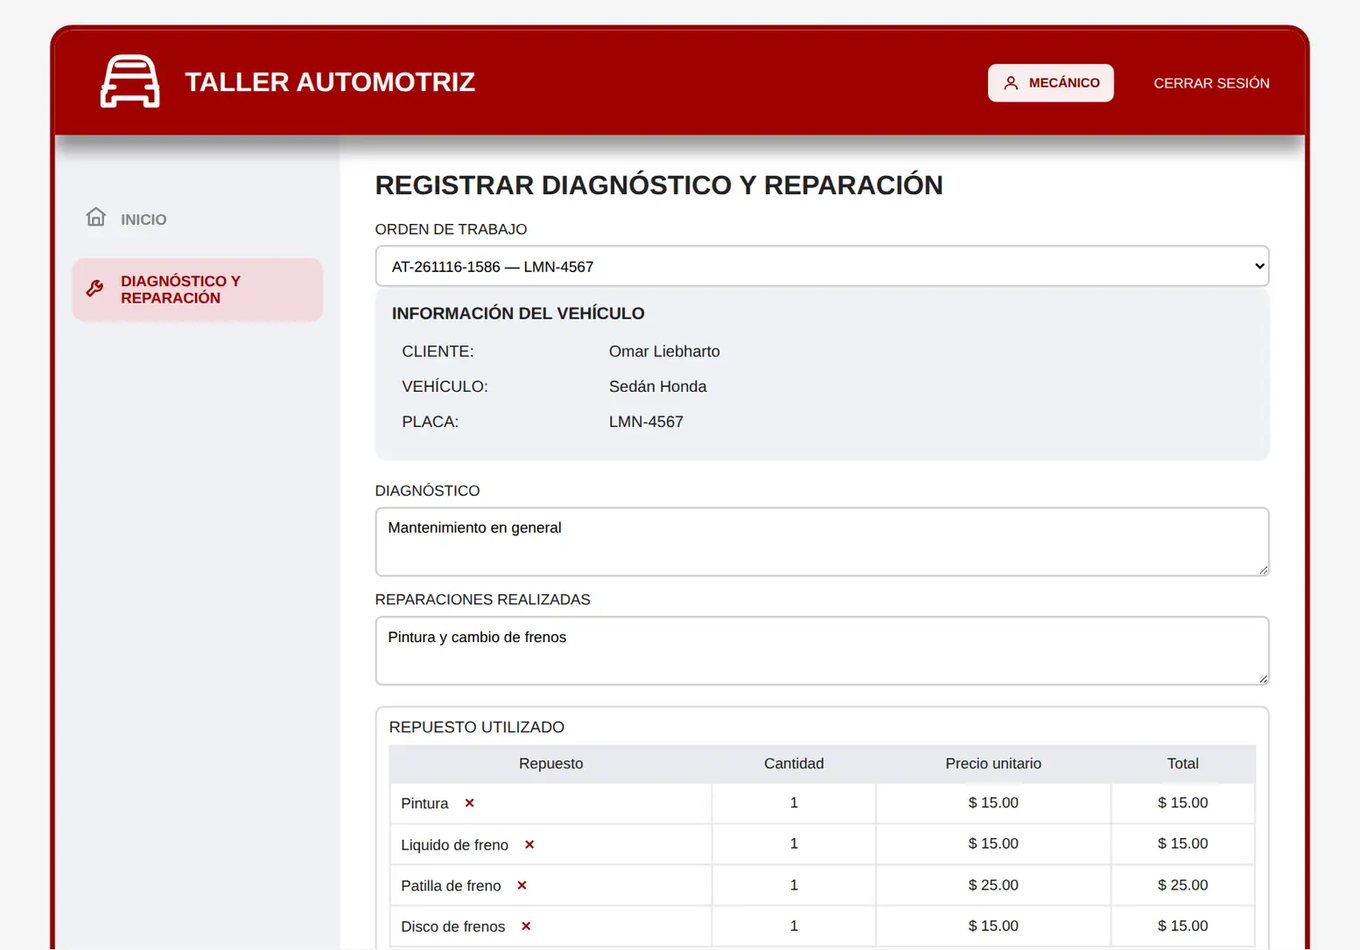 TALLER AUTOMOTRIZ
MECÁNICO
CERRAR SESIÓN
INICIO
DIAGNÓSTICO Y
REPARACIÓN
REGISTRAR DIAGNÓSTICO Y REPARACIÓN
ORDEN DE TRABAJO
AT-261116-1586 — LMN-4567
INFORMACIÓN DEL VEHÍCULO
CLIENTE: Omar Liebharto
VEHÍCULO: Sedán Honda
PLACA: LMN-4567
DIAGNÓSTICO
Mantenimiento en general
REPARACIONES REALIZADAS
Pintura y cambio de frenos
REPUESTO UTILIZADO
Repuesto Cantidad Precio unitario Total
Pintura × 1 $ 15.00 $ 15.00
Liquido de freno × 1 $ 15.00 $ 15.00
Patilla de freno × 1 $ 25.00 $ 25.00
Disco de frenos × 1 $ 15.00 $ 15.00